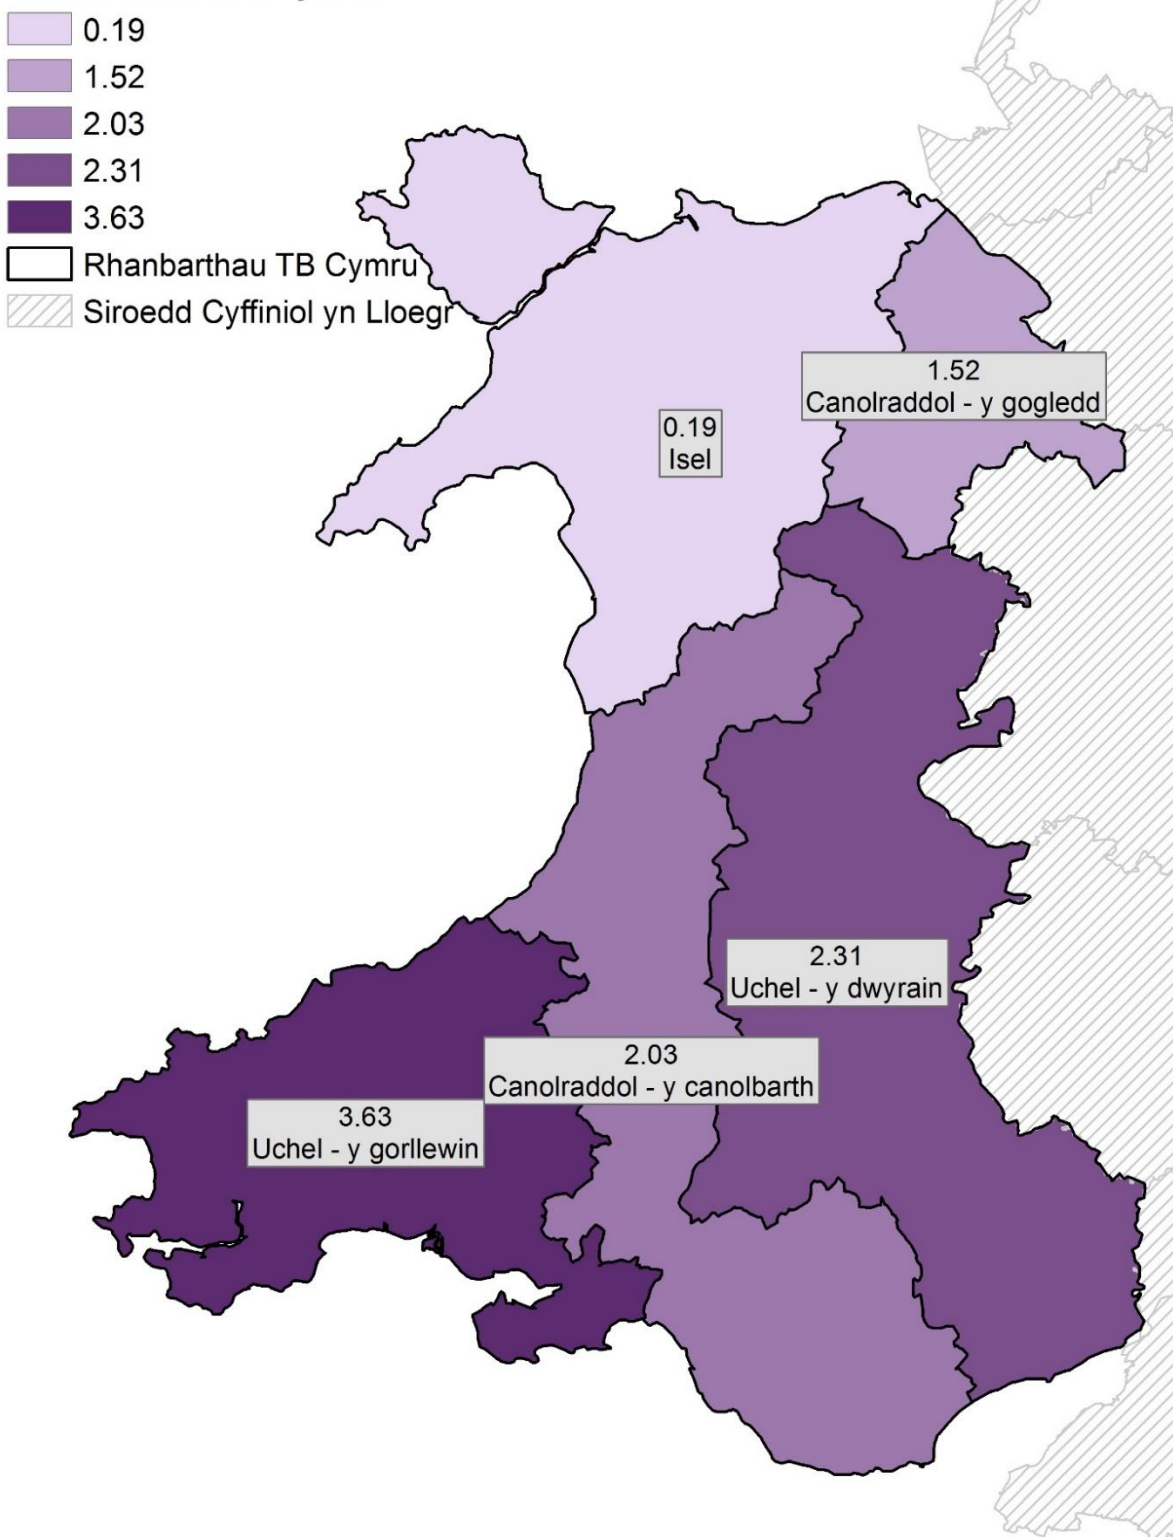 0.19
1.52
2.03
2.31
3.63
Rhanbarthau TB Cymru
Siroedd Cyffiniol yn Lloegr
1.52
Canolraddol - y gogledd
0.19
Isel
2.31
Uchel - y dwyrain
2.03
Canolraddol - y canolbarth
3.63
Uchel - y gorllewin